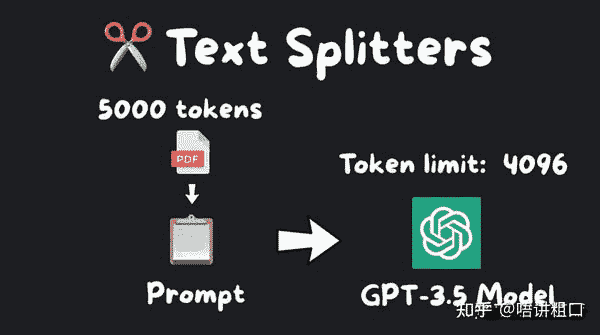 Text Splitters
5000 tokens
PDF
Token limit: 4096
Prompt
GPT-3.5 Model
知乎 @唔讲粗口